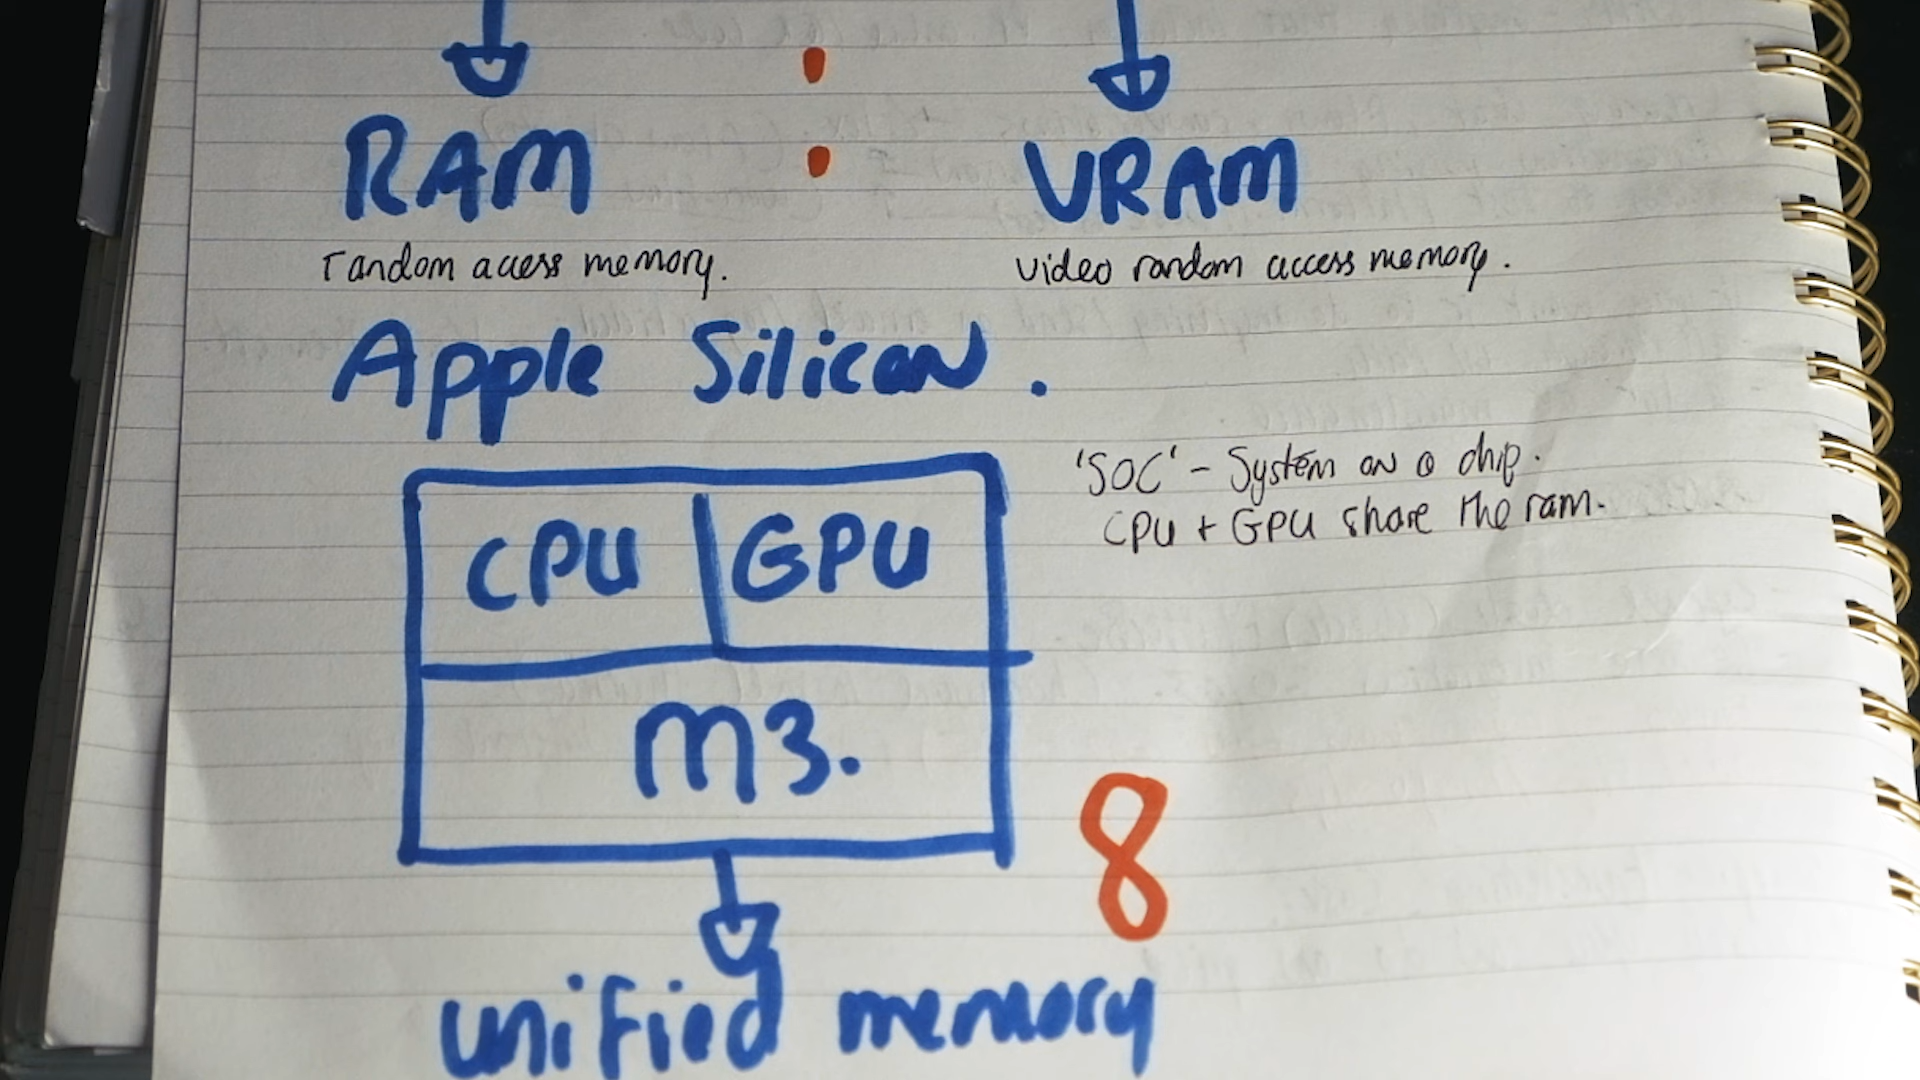 RAM
VRAM
random access memory.
video random access memory.
Apple Silicon.
'SOC' - System on a chip.
CPU + GPU share the ram.
CPU
GPU
M3.
8
unified memory